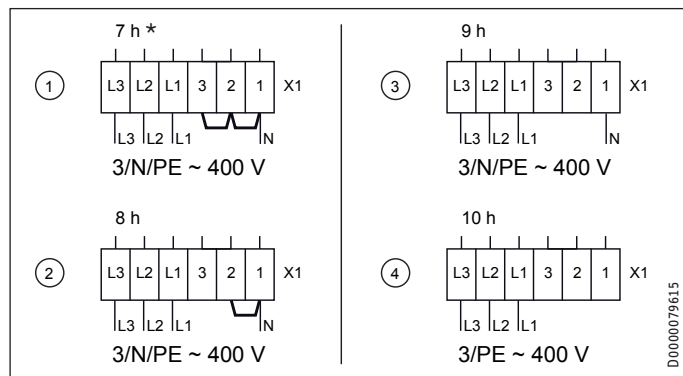 7 h *
1
L3 L2 L1 3 2 1 X1
L3 L2 L1 N
3/N/PE ~ 400 V
8 h
2
L3 L2 L1 3 2 1 X1
L3 L2 L1 N
3/N/PE ~ 400 V
9 h
3
L3 L2 L1 3 2 1 X1
L3 L2 L1 N
3/N/PE ~ 400 V
10 h
4
L3 L2 L1 3 2 1 X1
L3 L2 L1
3/PE ~ 400 V
D0000079615